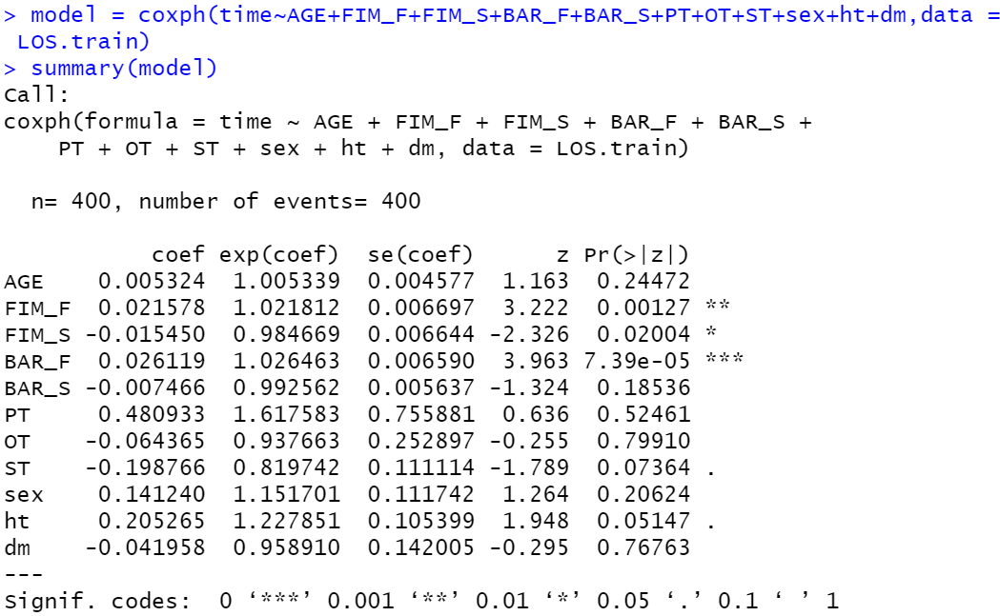 > model = coxph(time~AGE+FIM_F+FIM_S+BAR_F+BAR_S+PT+OT+ST+sex+ht+dm,data =
 LOS.train)
> summary(model)
Call:
coxph(formula = time ~ AGE + FIM_F + FIM_S + BAR_F + BAR_S +
    PT + OT + ST + sex + ht + dm, data = LOS.train)

  n= 400, number of events= 400

           coef exp(coef)  se(coef)      z Pr(>|z|)
AGE    0.005324  1.005339  0.004577  1.163  0.24472
FIM_F  0.021578  1.021812  0.006697  3.222  0.00127 **
FIM_S -0.015450  0.984669  0.006644 -2.326  0.02004 *
BAR_F  0.026119  1.026463  0.006590  3.963 7.39e-05 ***
BAR_S -0.007466  0.992562  0.005637 -1.324  0.18536
PT     0.480933  1.617583  0.755881  0.636  0.52461
OT    -0.064365  0.937663  0.252897 -0.255  0.79910
ST    -0.198766  0.819742  0.111114 -1.789  0.07364 .
sex    0.141240  1.151701  0.111742  1.264  0.20624
ht     0.205265  1.227851  0.105399  1.948  0.05147 .
dm    -0.041958  0.958910  0.142005 -0.295  0.76763
---
Signif. codes:  0 ‘***’ 0.001 ‘**’ 0.01 ‘*’ 0.05 ‘.’ 0.1 ‘ ’ 1